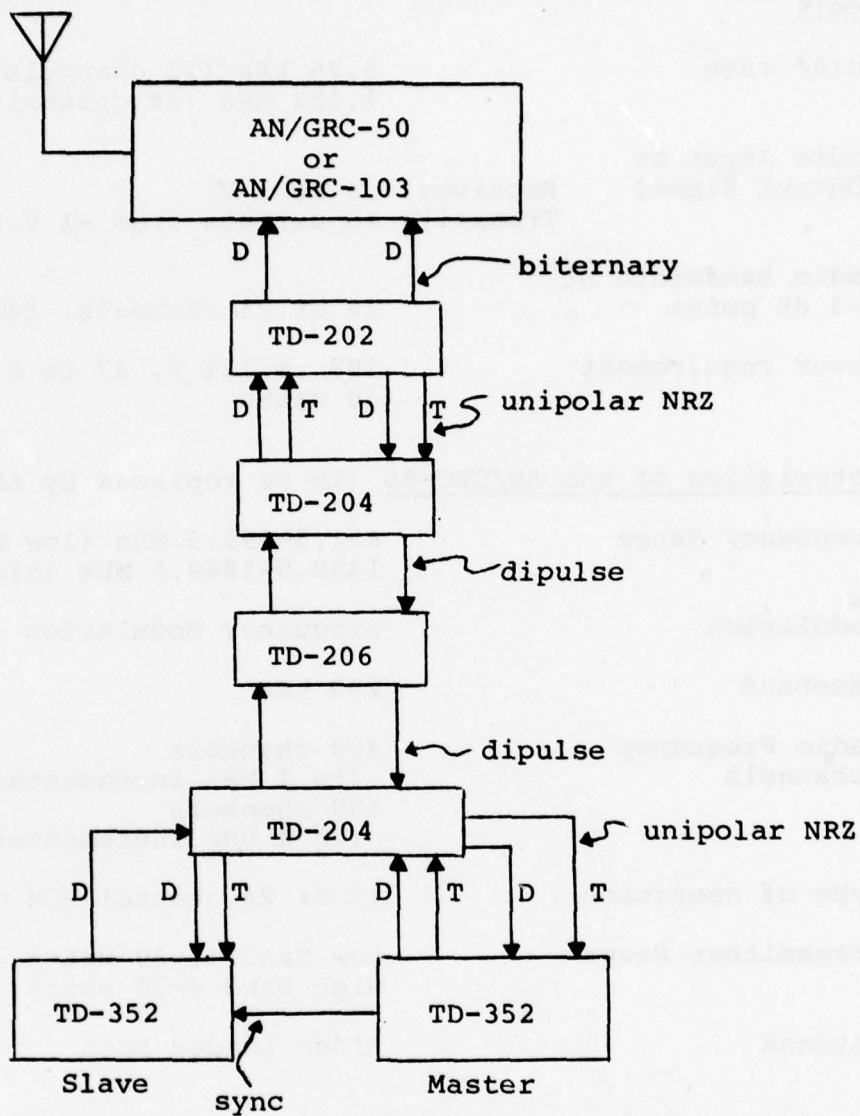 AN/GRC-50
or
AN/GRC-103
D D
biternary
TD-202
D T D T
unipolar NRZ
TD-204
dipulse
TD-206
dipulse
TD-204
unipolar NRZ
D T D T D T
TD-352
TD-352
Slave
Master
sync